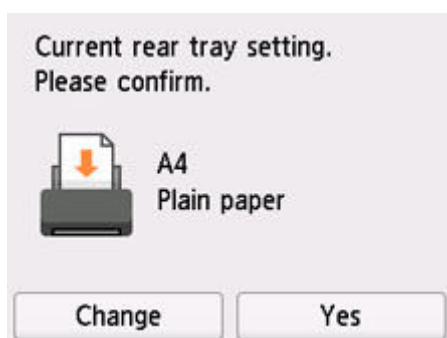 Current rear tray setting.
Please confirm.
A4
Plain paper
Change
Yes